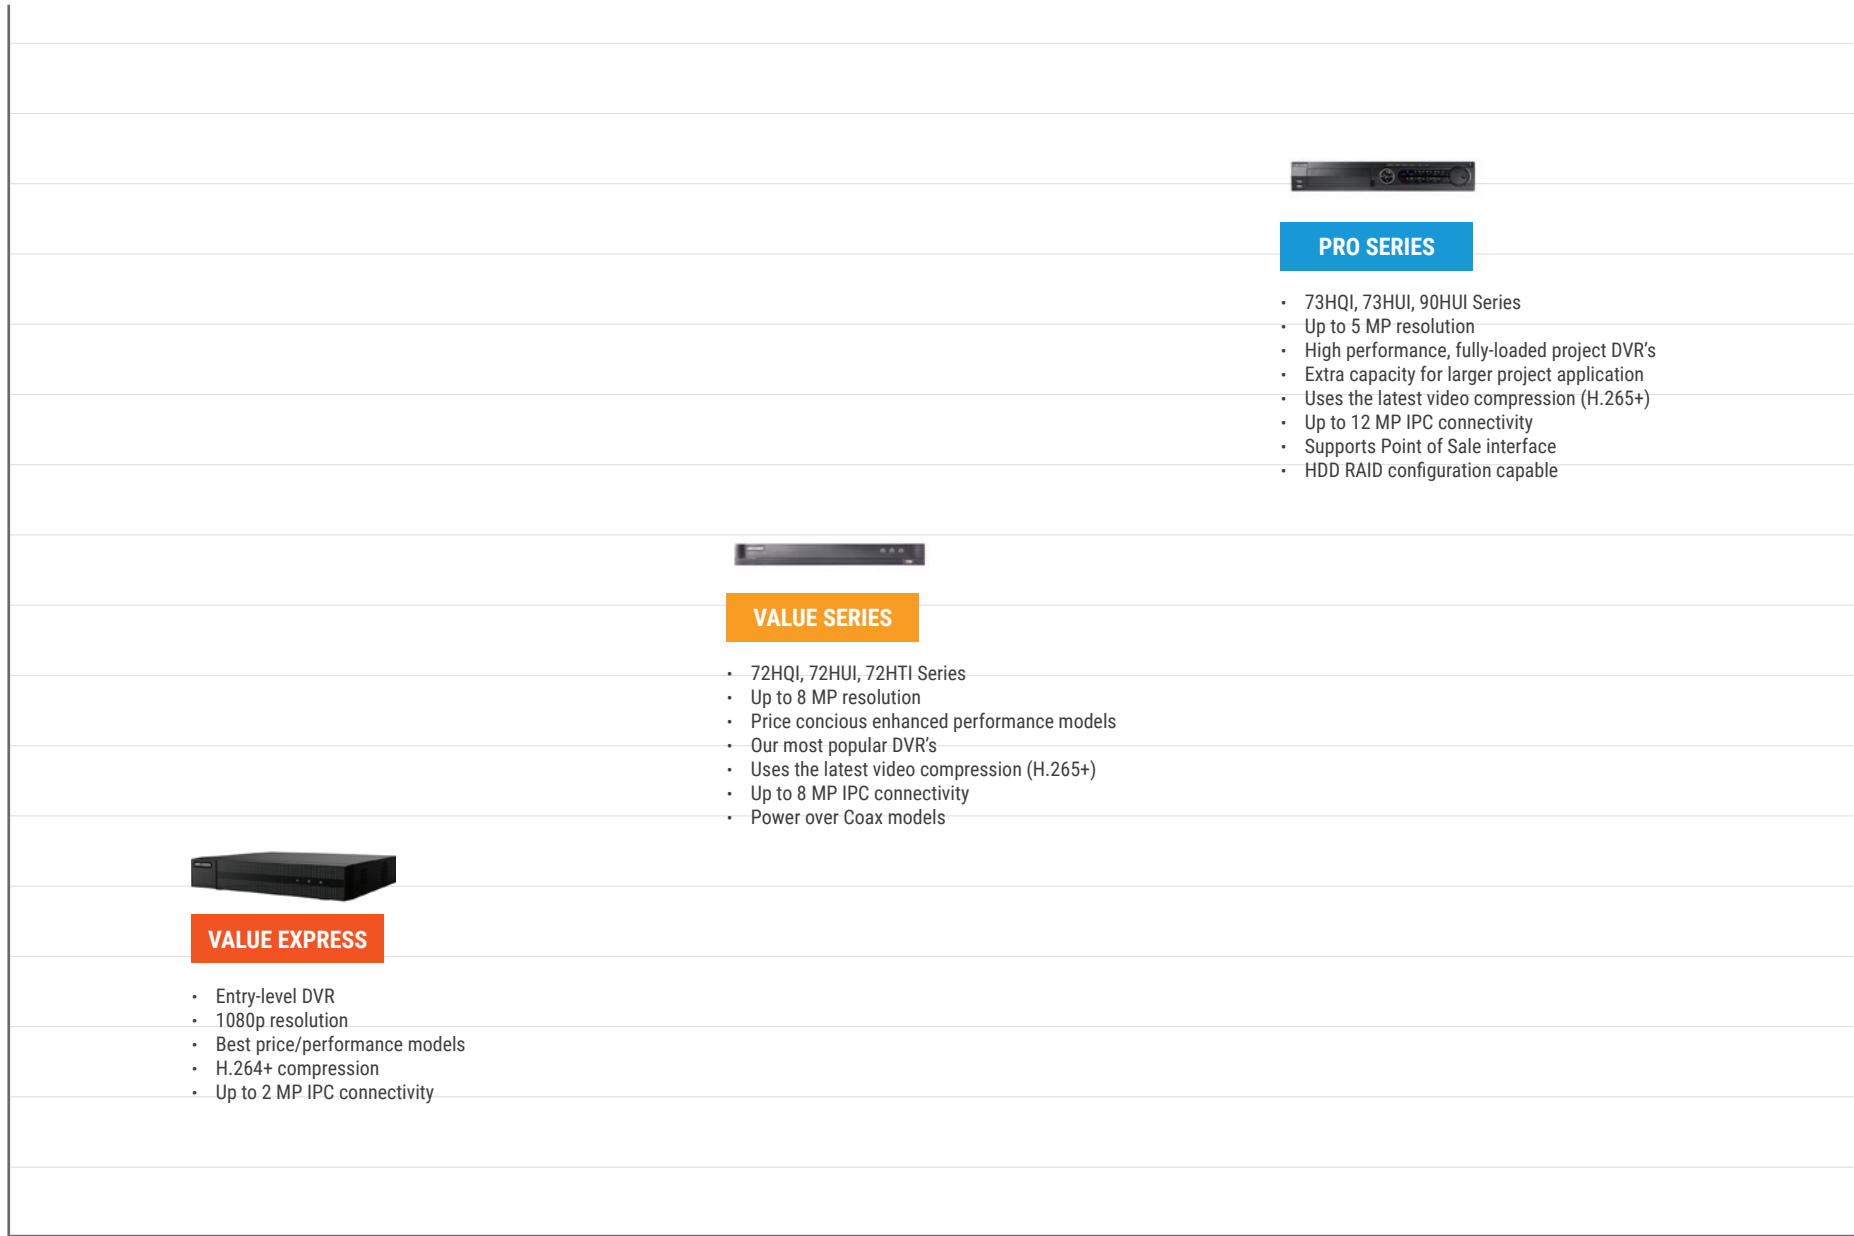 PRO SERIES
• 73HQI, 73HUI, 90HUI Series
• Up to 5 MP resolution
• High performance, fully-loaded project DVR’s
• Extra capacity for larger project application
• Uses the latest video compression (H.265+)
• Up to 12 MP IPC connectivity
• Supports Point of Sale interface
• HDD RAID configuration capable
VALUE SERIES
• 72HQI, 72HUI, 72HTI Series
• Up to 8 MP resolution
• Price concious enhanced performance models
• Our most popular DVR’s
• Uses the latest video compression (H.265+)
• Up to 8 MP IPC connectivity
• Power over Coax models
VALUE EXPRESS
• Entry-level DVR
• 1080p resolution
• Best price/performance models
• H.264+ compression
• Up to 2 MP IPC connectivity